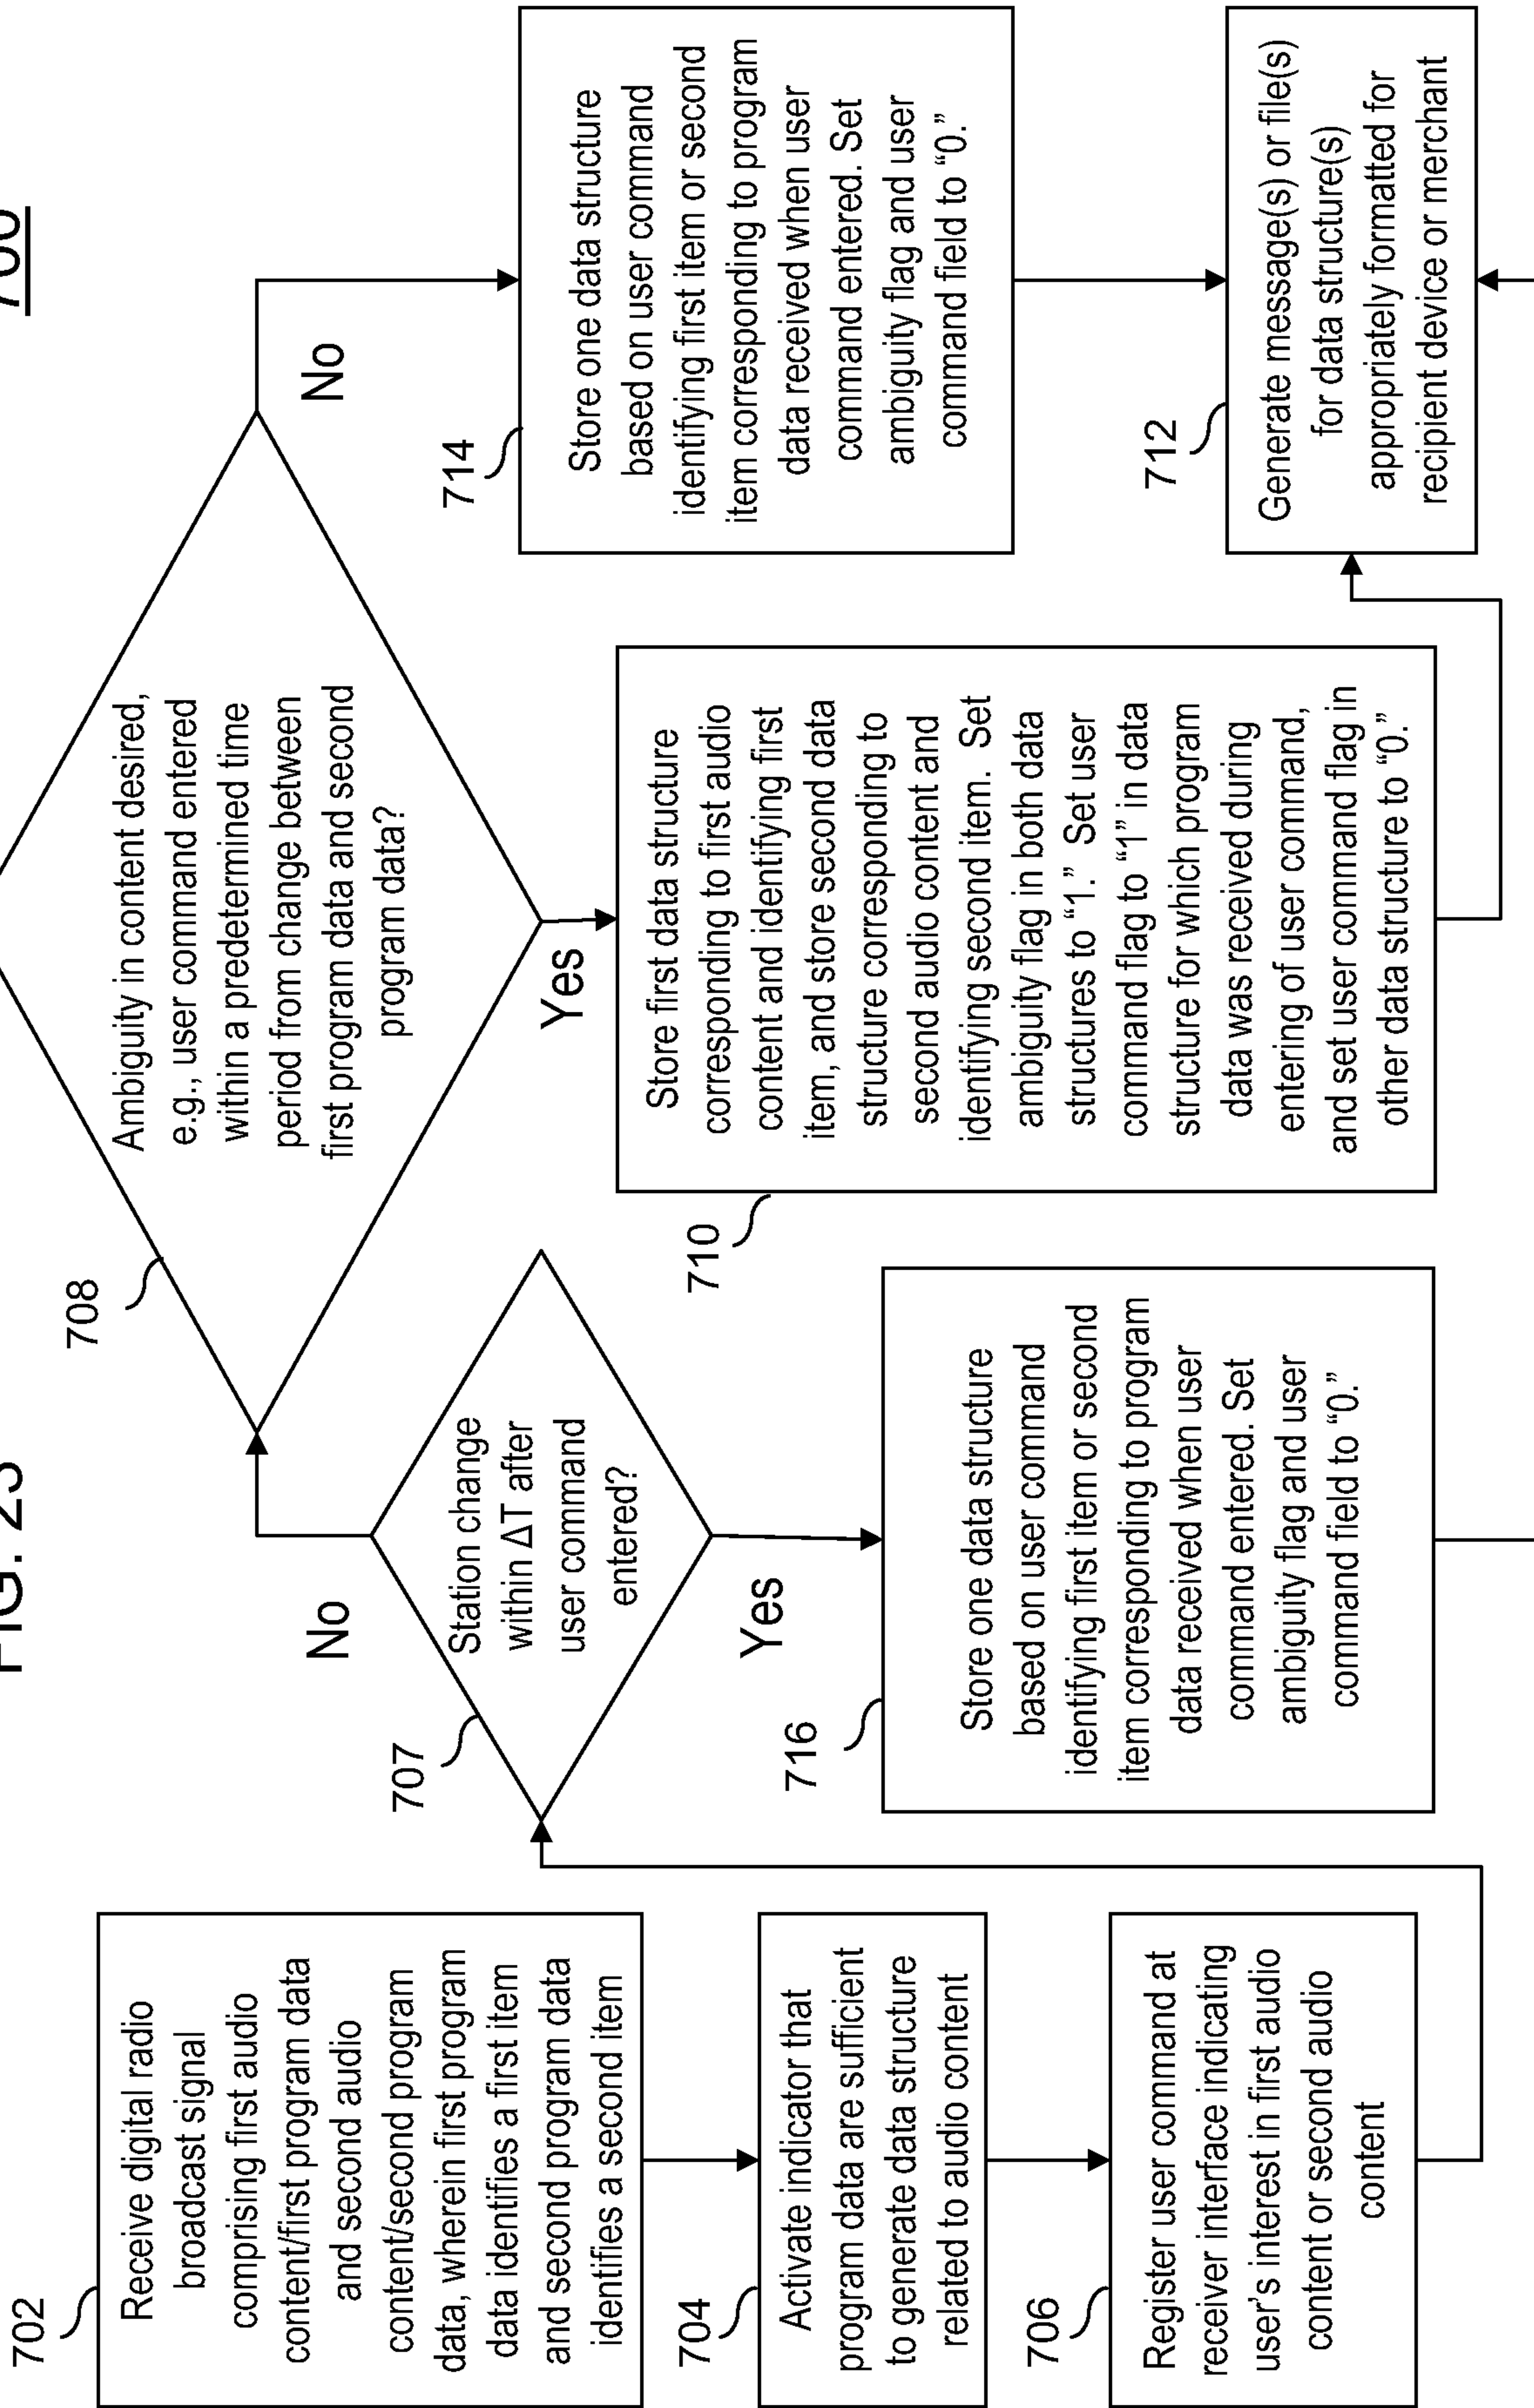 FIG. 23
700
702
Receive digital radio
broadcast signal
comprising first audio
content/first program data
and second audio
content/second program
data, wherein first program
data identifies a first item
and second program data
identifies a second item
704
Activate indicator that
program data are sufficient
to generate data structure
related to audio content
706
Register user command at
receiver interface indicating
user's interest in first audio
content or second audio
content
707
Station change
within ΔT after
user command
entered?
No
Yes
716
Store one data structure
based on user command
identifying first item or second
item corresponding to program
data received when user
command entered. Set
ambiguity flag and user
command field to “0.”
708
Ambiguity in content desired,
e.g., user command entered
within a predetermined time
period from change between
first program data and second
program data?
Yes
No
710
Store first data structure
corresponding to first audio
content and identifying first
item, and store second data
structure corresponding to
second audio content and
identifying second item. Set
ambiguity flag in both data
structures to “1.” Set user
command flag to “1” in data
structure for which program
data was received during
entering of user command,
and set user command flag in
other data structure to “0.”
714
Store one data structure
based on user command
identifying first item or second
item corresponding to program
data received when user
command entered. Set
ambiguity flag and user
command field to “0.”
712
Generate message(s) or file(s)
for data structure(s)
appropriately formatted for
recipient device or merchant